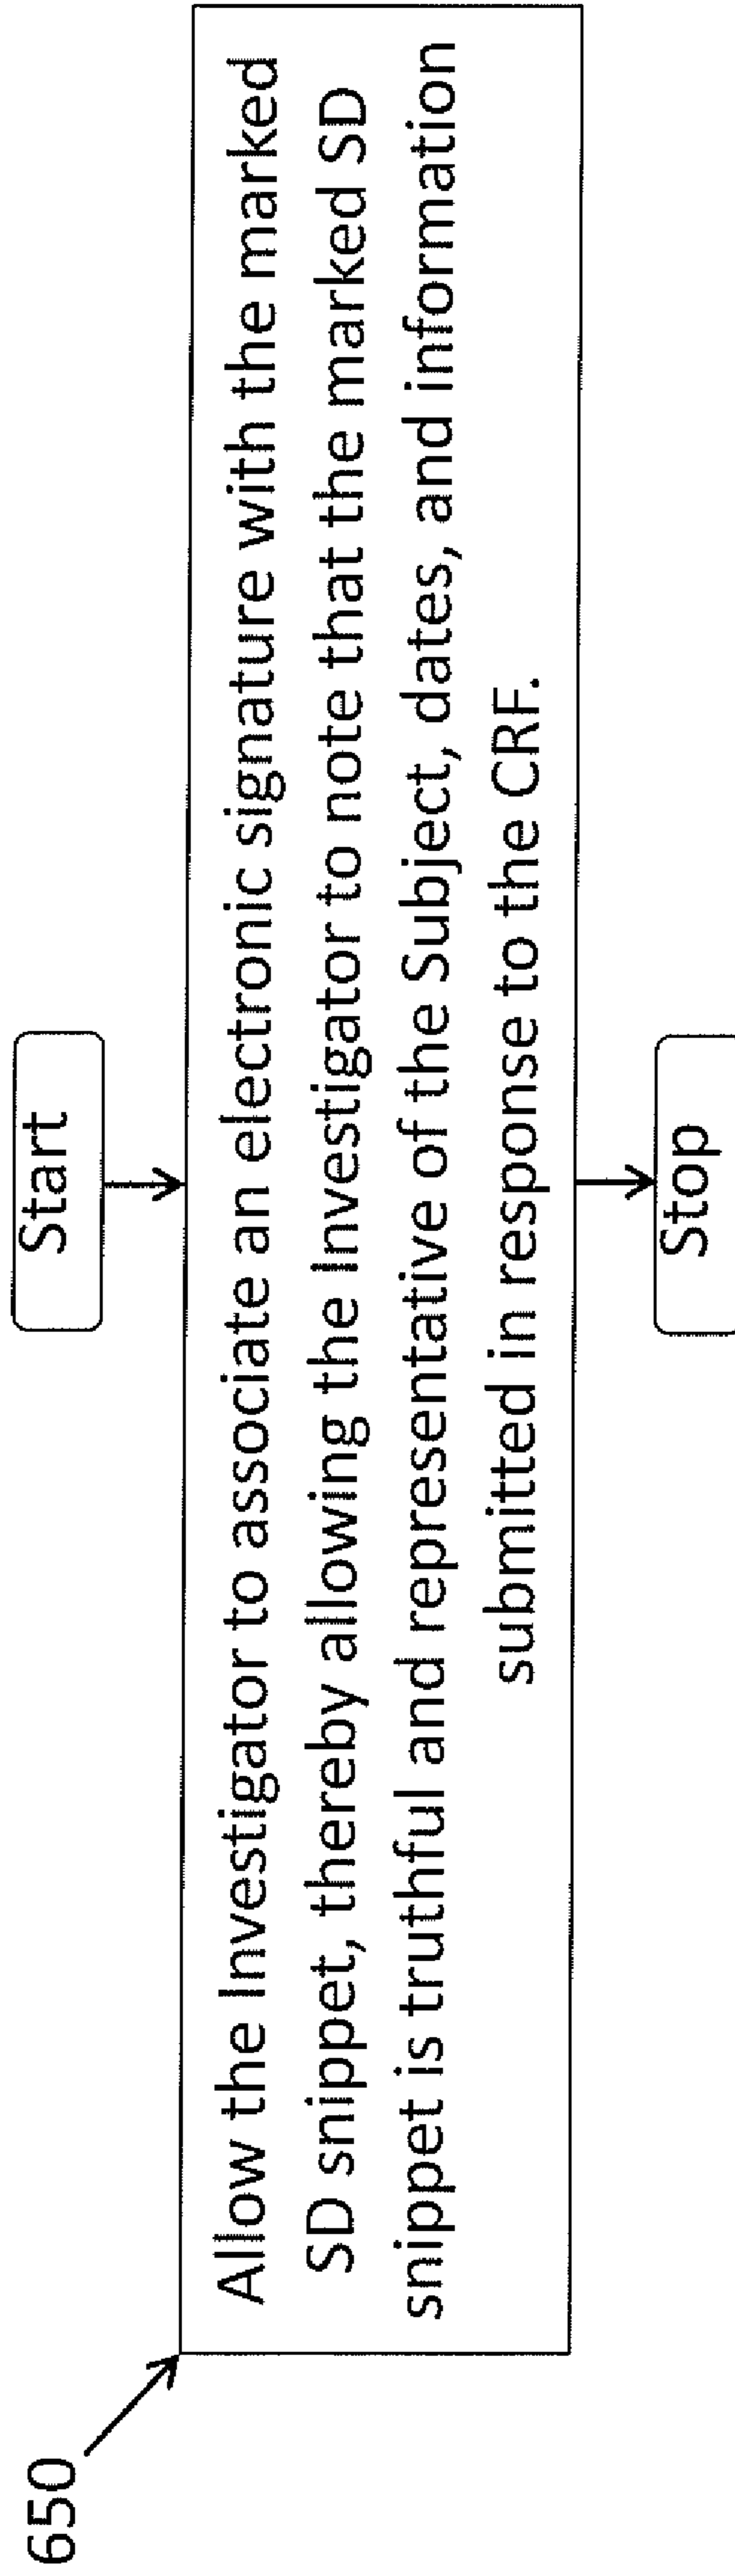 650
Start
Allow the Investigator to associate an electronic signature with the marked
SD snippet, thereby allowing the Investigator to note that the marked SD
snippet is truthful and representative of the Subject, dates, and information
submitted in response to the CRF.
Stop